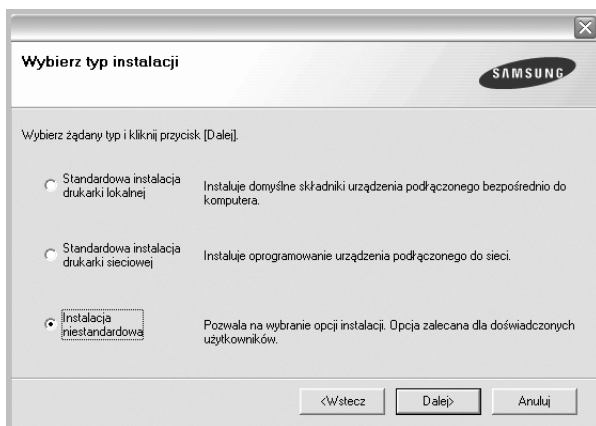 Wybierz typ instalacji
SAMSUNG
Wybierz żądany typ i kliknij przycisk [Dalej].
Standardowa instalacja
drukarki lokalnej
Instaluje domyślne składniki urządzenia podłączonego bezpośrednio do
komputera.
Standardowa instalacja
drukarki sieciowej
Instaluje oprogramowanie urządzenia podłączonego do sieci.
Instalacja
niestandardowa
Pozwala na wybranie opcji instalacji. Opcja zalecana dla doświadczonych
użytkowników.
<Wstecz
Dalej>
Anuluj